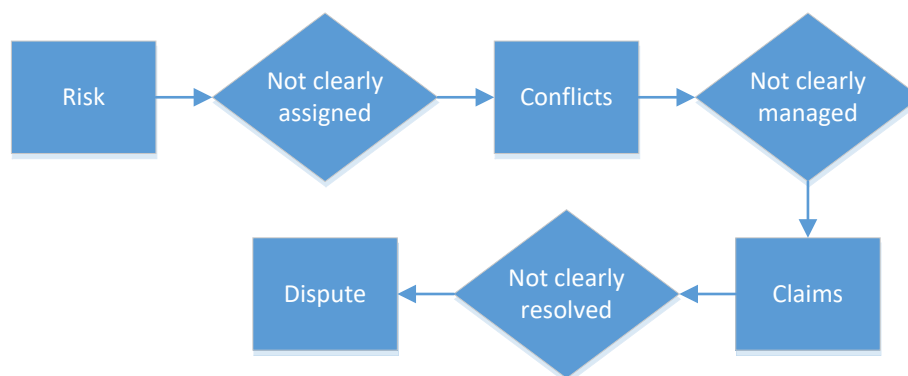 Risk
Not clearly
assigned
Conflicts
Not clearly
managed
Claims
Not clearly
resolved
Dispute